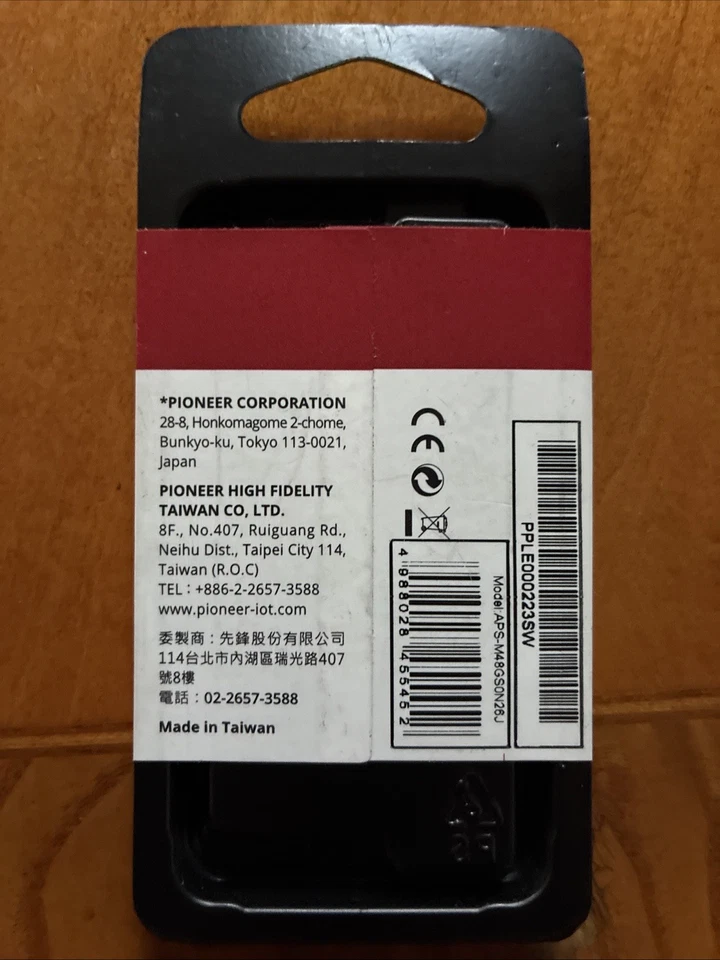 *PIONEER CORPORATION
28-8, Honkomagome 2-chome,
Bunkyo-ku, Tokyo 113-0021,
Japan
PIONEER HIGH FIDELITY
TAIWAN CO, LTD.
8F., No.407, Ruiguang Rd.,
Neihu Dist., Taipei City 114,
Taiwan (R.O.C)
TEL : +886-2-2657-3588
www.pioneer-iot.com
委製商：先鋒股份有限公司
114台北市內湖區瑞光路407
號8樓
電話：02-2657-3588
Made in Taiwan
CE
4 988028 455452
Model:APS-M48GS0N26J
PPLE000223SW